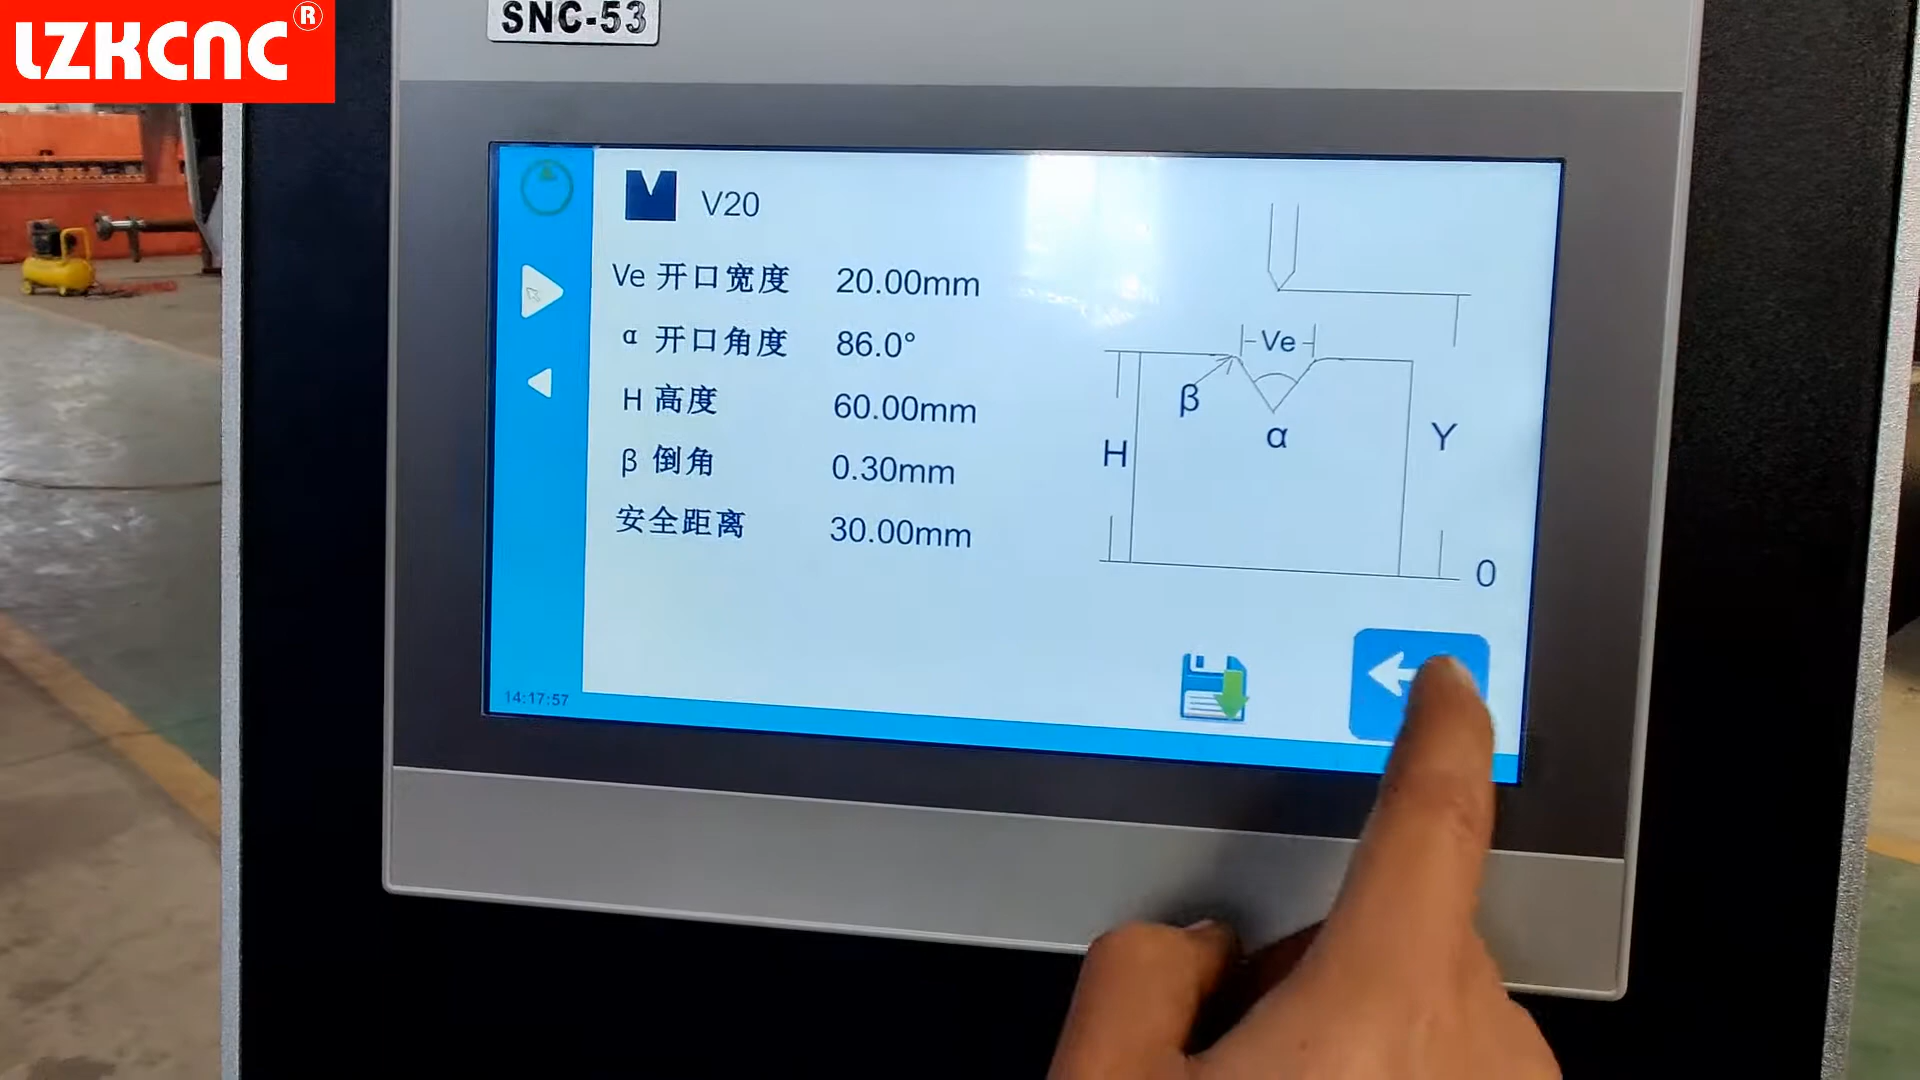 LZKCNC®
SNC-53
V20
Ve 开口宽度 20.00mm
α 开口角度 86.0°
H 高度 60.00mm
β 倒角 0.30mm
安全距离 30.00mm
Ve
β
α
H
Y
0
14:17:57